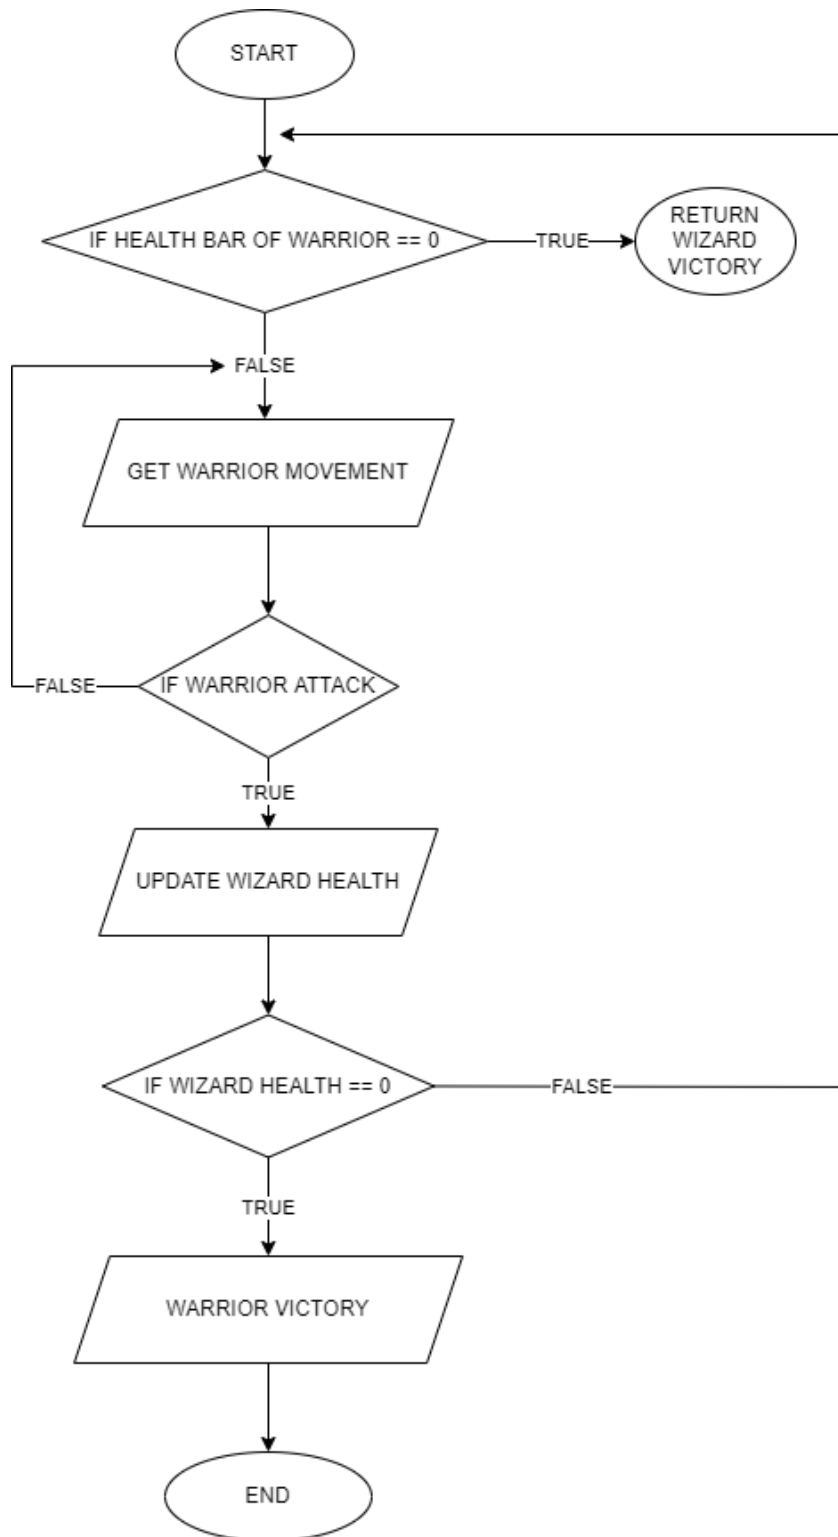 START
IF HEALTH BAR OF WARRIOR == 0
TRUE
RETURN
WIZARD
VICTORY
FALSE
GET WARRIOR MOVEMENT
IF WARRIOR ATTACK
FALSE
TRUE
UPDATE WIZARD HEALTH
IF WIZARD HEALTH == 0
FALSE
TRUE
WARRIOR VICTORY
END